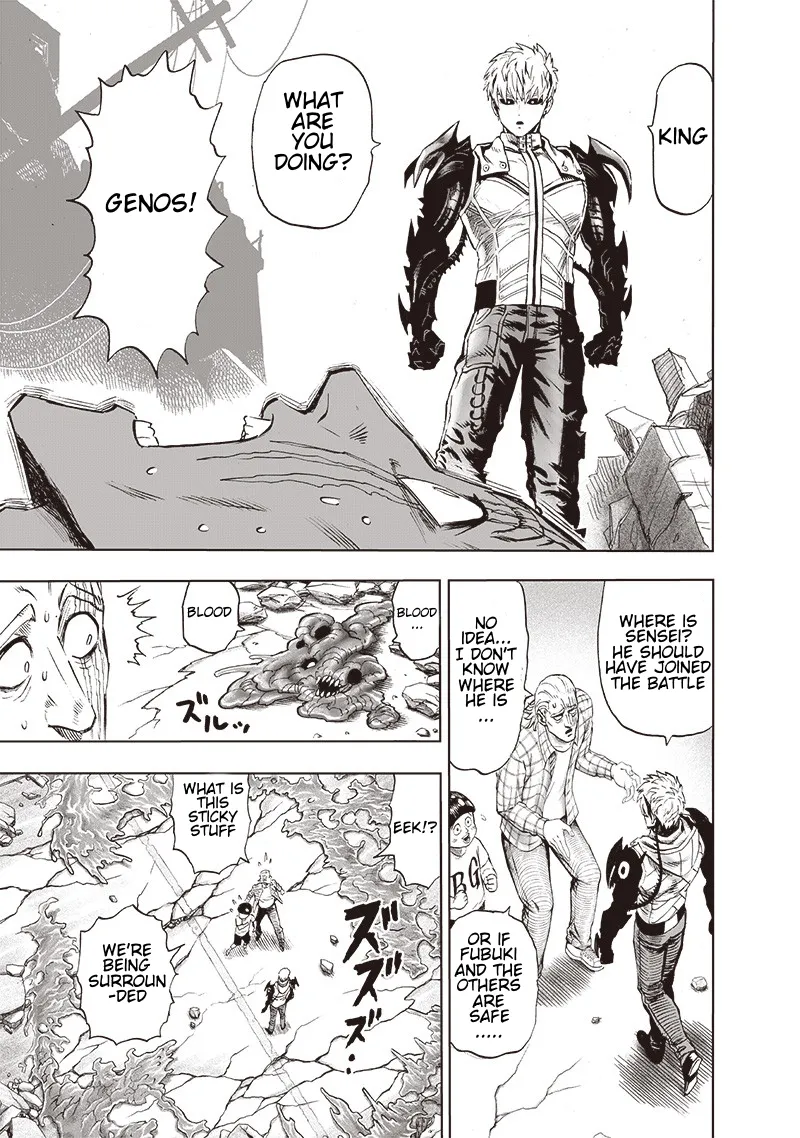 KING
WHAT
ARE
YOU
DOING?
GENOS!
WHERE IS
SENSEI?
HE SHOULD
HAVE JOINED
THE BATTLE
NO
IDEA...
I DON'T
KNOW
WHERE
HE IS
...
BG
OR IF
FUBUKI
AND THE
OTHERS
ARE
SAFE
.....
BLOOD
...
BLOOD
ズルッ
EEK!?
WHAT IS
THIS
STICKY
STUFF
ズズズ...
WE'RE
BEING
SURROUN
-DED